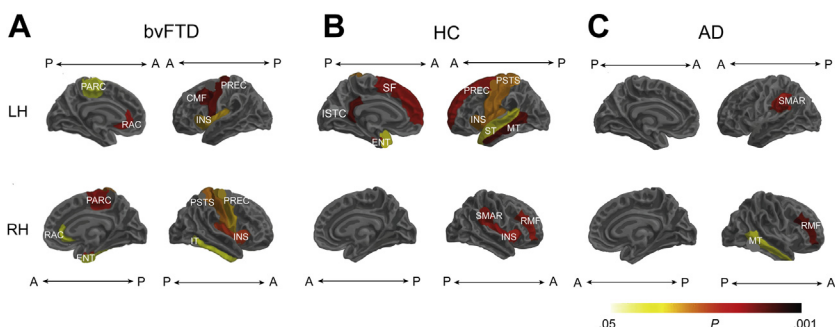 A bvFTD B HC C AD
P A A P P A A P P A A P
LH
PARC RAC PREC CMF INS SF ISTC ENT PSTS PREC INS ST MT SMAR
RH
PARC RAC ENT PSTS PREC IT INS SMAR RMF INS MT RMF
A P P A A P P A A P P A
.05 P .001